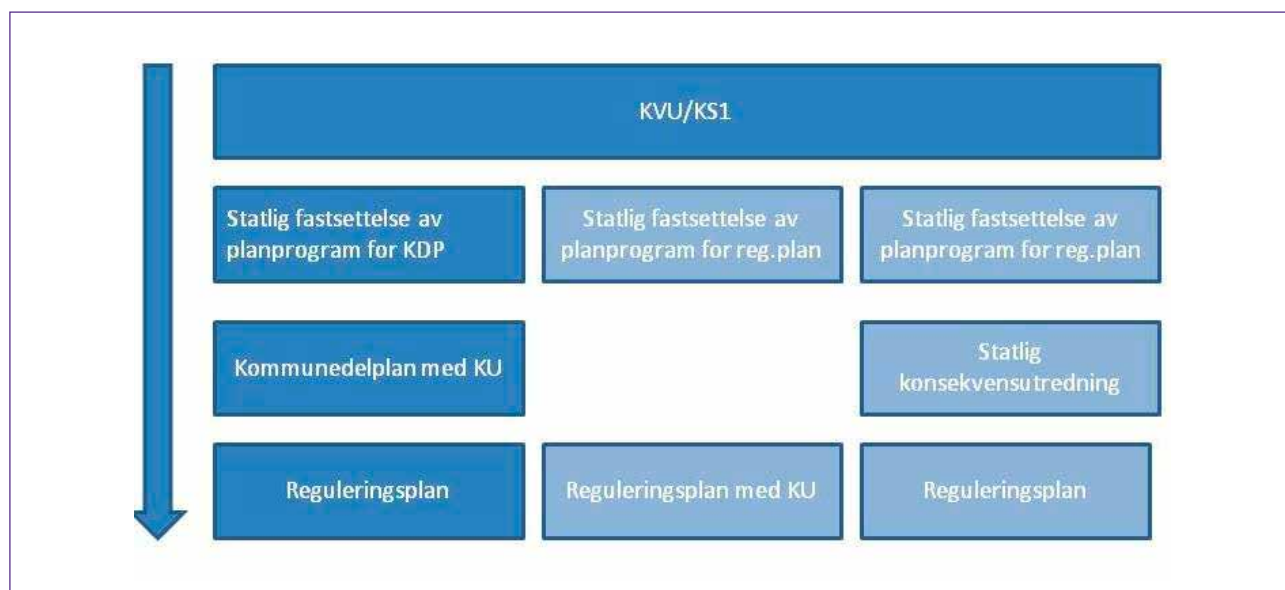 KVU/KS1
Statlig fastsettelse av
planprogram for KDP
Statlig fastsettelse av
planprogram for reg.plan
Statlig fastsettelse av
planprogram for reg.plan
Kommunedelplan med KU
Statlig
konsekvensutredning
Reguleringsplan
Reguleringsplan med KU
Reguleringsplan